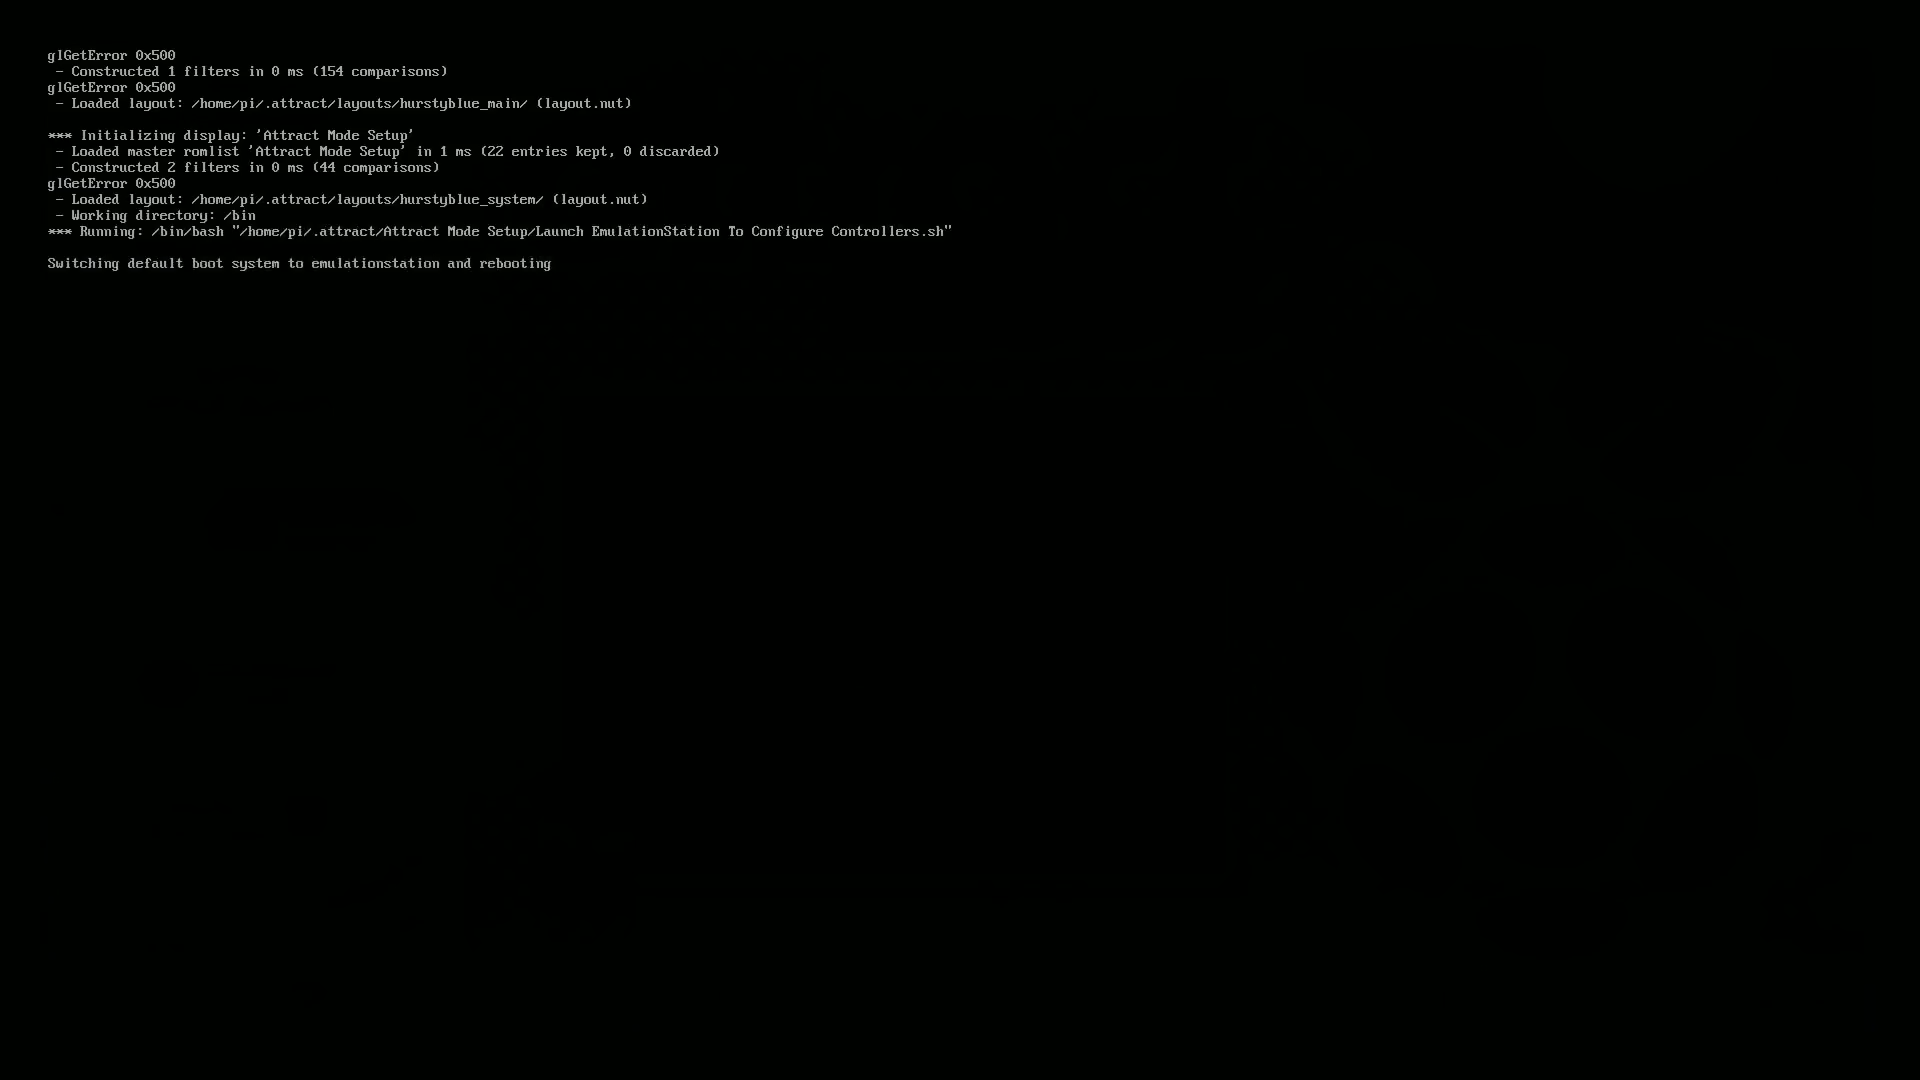 glGetError 0x500
 - Constructed 1 filters in 0 ms (154 comparisons)
glGetError 0x500
 - Loaded layout: /home/pi/.attract/layouts/hurstyblue_main/ (layout.nut)
*** Initializing display: 'Attract Mode Setup'
 - Loaded master romlist 'Attract Mode Setup' in 1 ms (22 entries kept, 0 discarded)
 - Constructed 2 filters in 0 ms (44 comparisons)
glGetError 0x500
 - Loaded layout: /home/pi/.attract/layouts/hurstyblue_system/ (layout.nut)
 - Working directory: /bin
*** Running: /bin/bash "/home/pi/.attract/Attract Mode Setup/Launch EmulationStation To Configure Controllers.sh"
Switching default boot system to emulationstation and rebooting